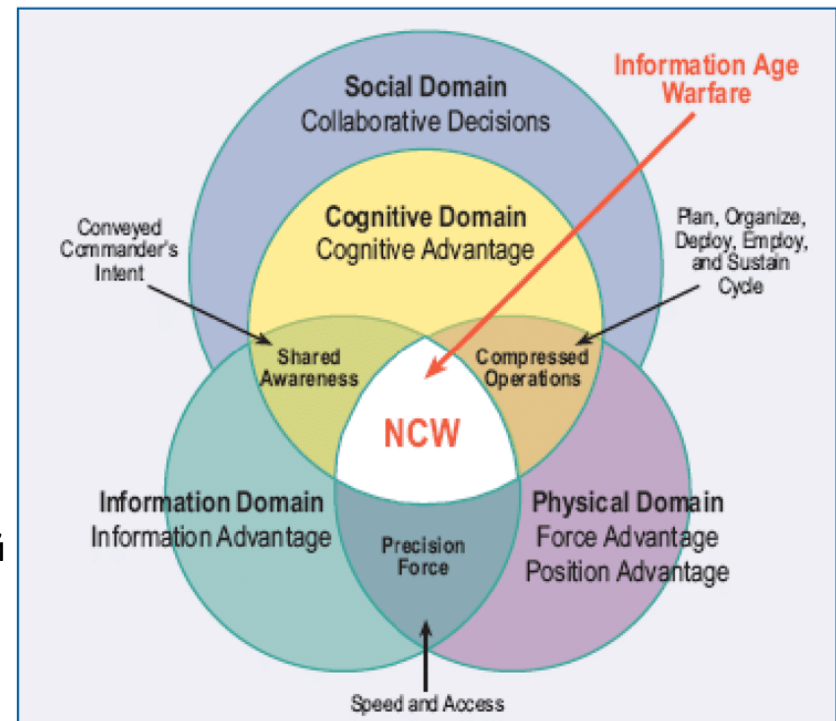 Information Age
Warfare
Social Domain
Collaborative Decisions
Conveyed
Commander's
Intent
Cognitive Domain
Cognitive Advantage
Plan, Organize,
Deploy, Employ,
and Sustain
Cycle
Shared
Awareness
Compressed
Operations
NCW
Information Domain
Information Advantage
Physical Domain
Force Advantage
Position Advantage
Precision
Force
Speed and Access